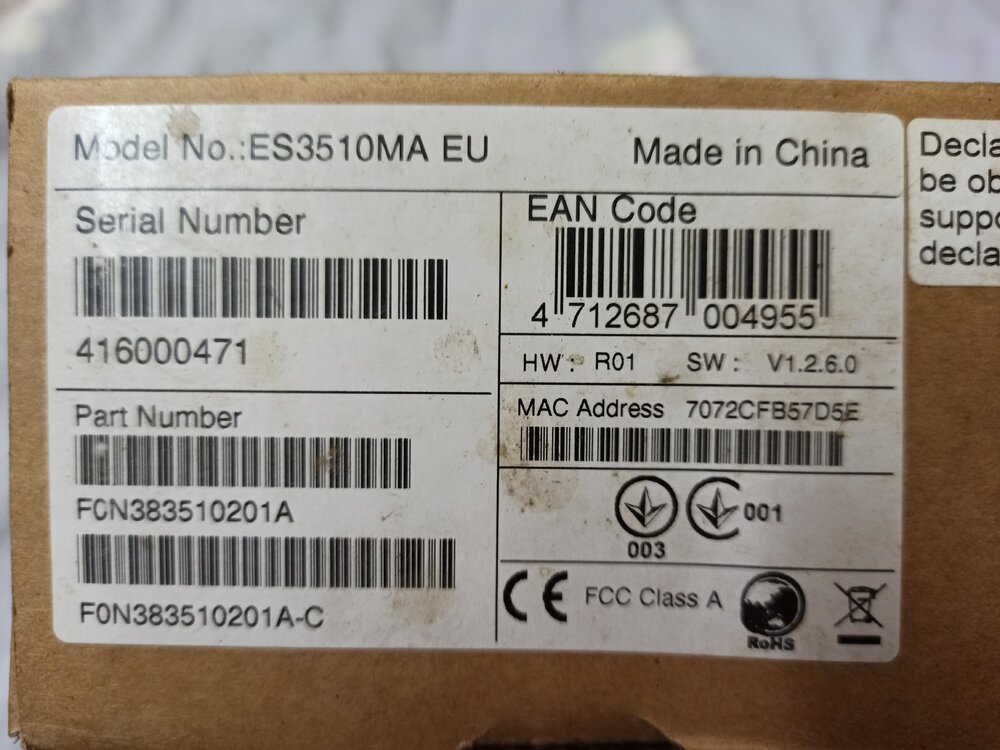 Model No.:ES3510MA EU
Made in China
Serial Number
416000471
Part Number
F0N383510201A
F0N383510201A-C
EAN Code
4 712687 004955
HW : R01 SW : V1.2.6.0
MAC Address 7072CFB57D5E
003
001
CE FCC Class A
RoHS
Decla
be ob
suppo
decla